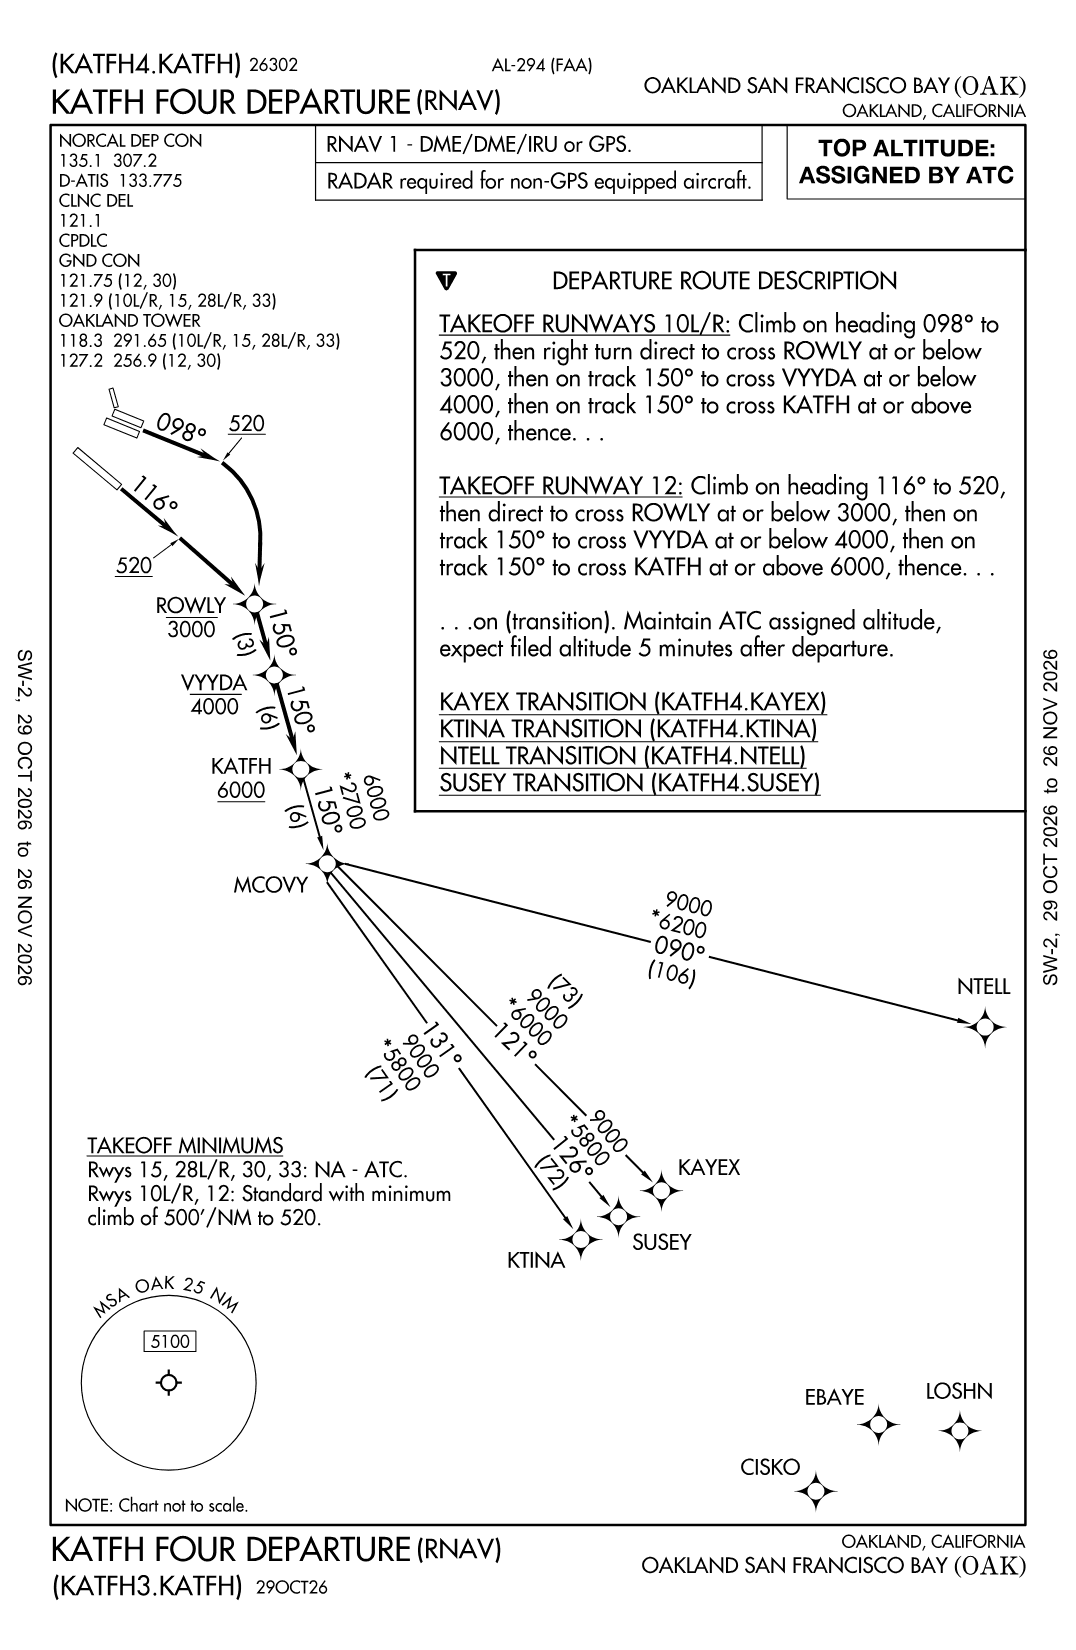 (KATFH4.KATFH) 26302
AL-294 (FAA)
OAKLAND SAN FRANCISCO BAY (OAK)
KATFH FOUR DEPARTURE (RNAV)
OAKLAND, CALIFORNIA
NORCAL DEP CON
135.1 307.2
D-ATIS 133.775
CLNC DEL
121.1
CPDLC
GND CON
121.75 (12, 30)
121.9 (10L/R, 15, 28L/R, 33)
OAKLAND TOWER
118.3 291.65 (10L/R, 15, 28L/R, 33)
127.2 256.9 (12, 30)
RNAV 1 - DME/DME/IRU or GPS.
RADAR required for non-GPS equipped aircraft.
TOP ALTITUDE:
ASSIGNED BY ATC
T
DEPARTURE ROUTE DESCRIPTION
TAKEOFF RUNWAYS 10L/R: Climb on heading 098° to
520, then right turn direct to cross ROWLY at or below
3000, then on track 150° to cross VYYDA at or below
4000, then on track 150° to cross KATFH at or above
6000, thence. . .
TAKEOFF RUNWAY 12: Climb on heading 116° to 520,
then direct to cross ROWLY at or below 3000, then on
track 150° to cross VYYDA at or below 4000, then on
track 150° to cross KATFH at or above 6000, thence. . .
. . .on (transition). Maintain ATC assigned altitude,
expect filed altitude 5 minutes after departure.
KAYEX TRANSITION (KATFH4.KAYEX)
KTINA TRANSITION (KATFH4.KTINA)
NTELL TRANSITION (KATFH4.NTELL)
SUSEY TRANSITION (KATFH4.SUSEY)
098°
520
116°
520
ROWLY
3000
150°
(3)
VYYDA
4000
150°
(6)
KATFH
6000
6000
*2700
150°
(6)
MCOVY
9000
*6200
090°
(106)
NTELL
(73)
9000
*6000
121°
131°
9000
*5800
(71)
9000
*5800
126°
(72)
KAYEX
SUSEY
KTINA
TAKEOFF MINIMUMS
Rwys 15, 28L/R, 30, 33: NA - ATC.
Rwys 10L/R, 12: Standard with minimum
climb of 500'/NM to 520.
MSA OAK 25 NM
5100
EBAYE
LOSHN
CISKO
NOTE: Chart not to scale.
SW-2, 29 OCT 2026 to 26 NOV 2026
SW-2, 29 OCT 2026 to 26 NOV 2026
KATFH FOUR DEPARTURE (RNAV)
OAKLAND, CALIFORNIA
OAKLAND SAN FRANCISCO BAY (OAK)
(KATFH3.KATFH) 29OCT26